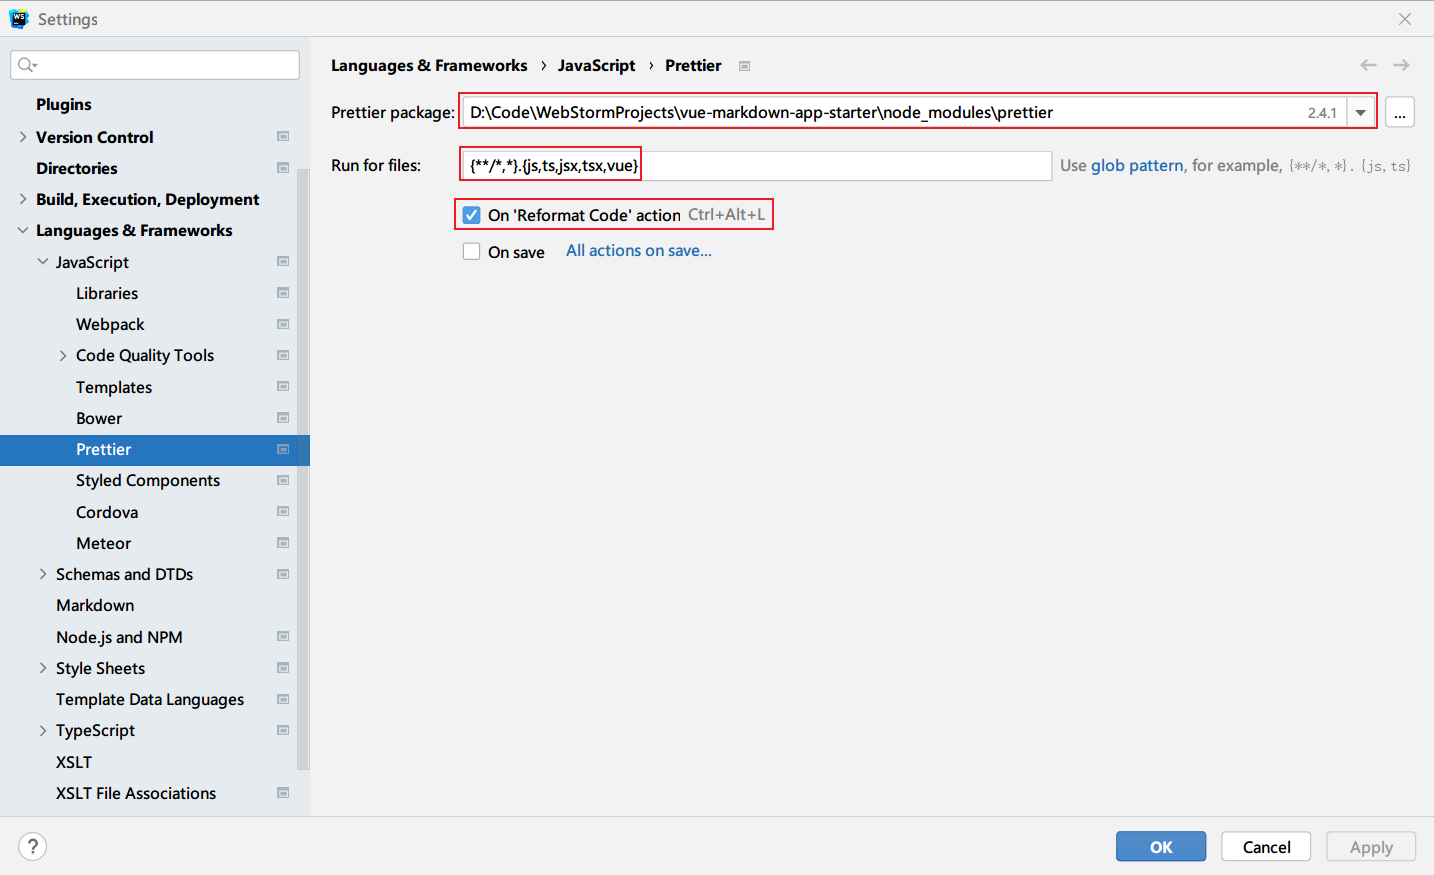 WS
Settings
Plugins
Version Control
Directories
Build, Execution, Deployment
Languages & Frameworks
JavaScript
Libraries
Webpack
Code Quality Tools
Templates
Bower
Prettier
Styled Components
Cordova
Meteor
Schemas and DTDs
Markdown
Node.js and NPM
Style Sheets
Template Data Languages
TypeScript
XSLT
XSLT File Associations
Languages & Frameworks › JavaScript › Prettier
Prettier package: D:\Code\WebStormProjects\vue-markdown-app-starter\node_modules\prettier 2.4.1 ...
Run for files: {**/*,*}.{js,ts,jsx,tsx,vue} Use glob pattern, for example, {**/*,*}.{js,ts}
On 'Reformat Code' action Ctrl+Alt+L
On save All actions on save...
? OK Cancel Apply